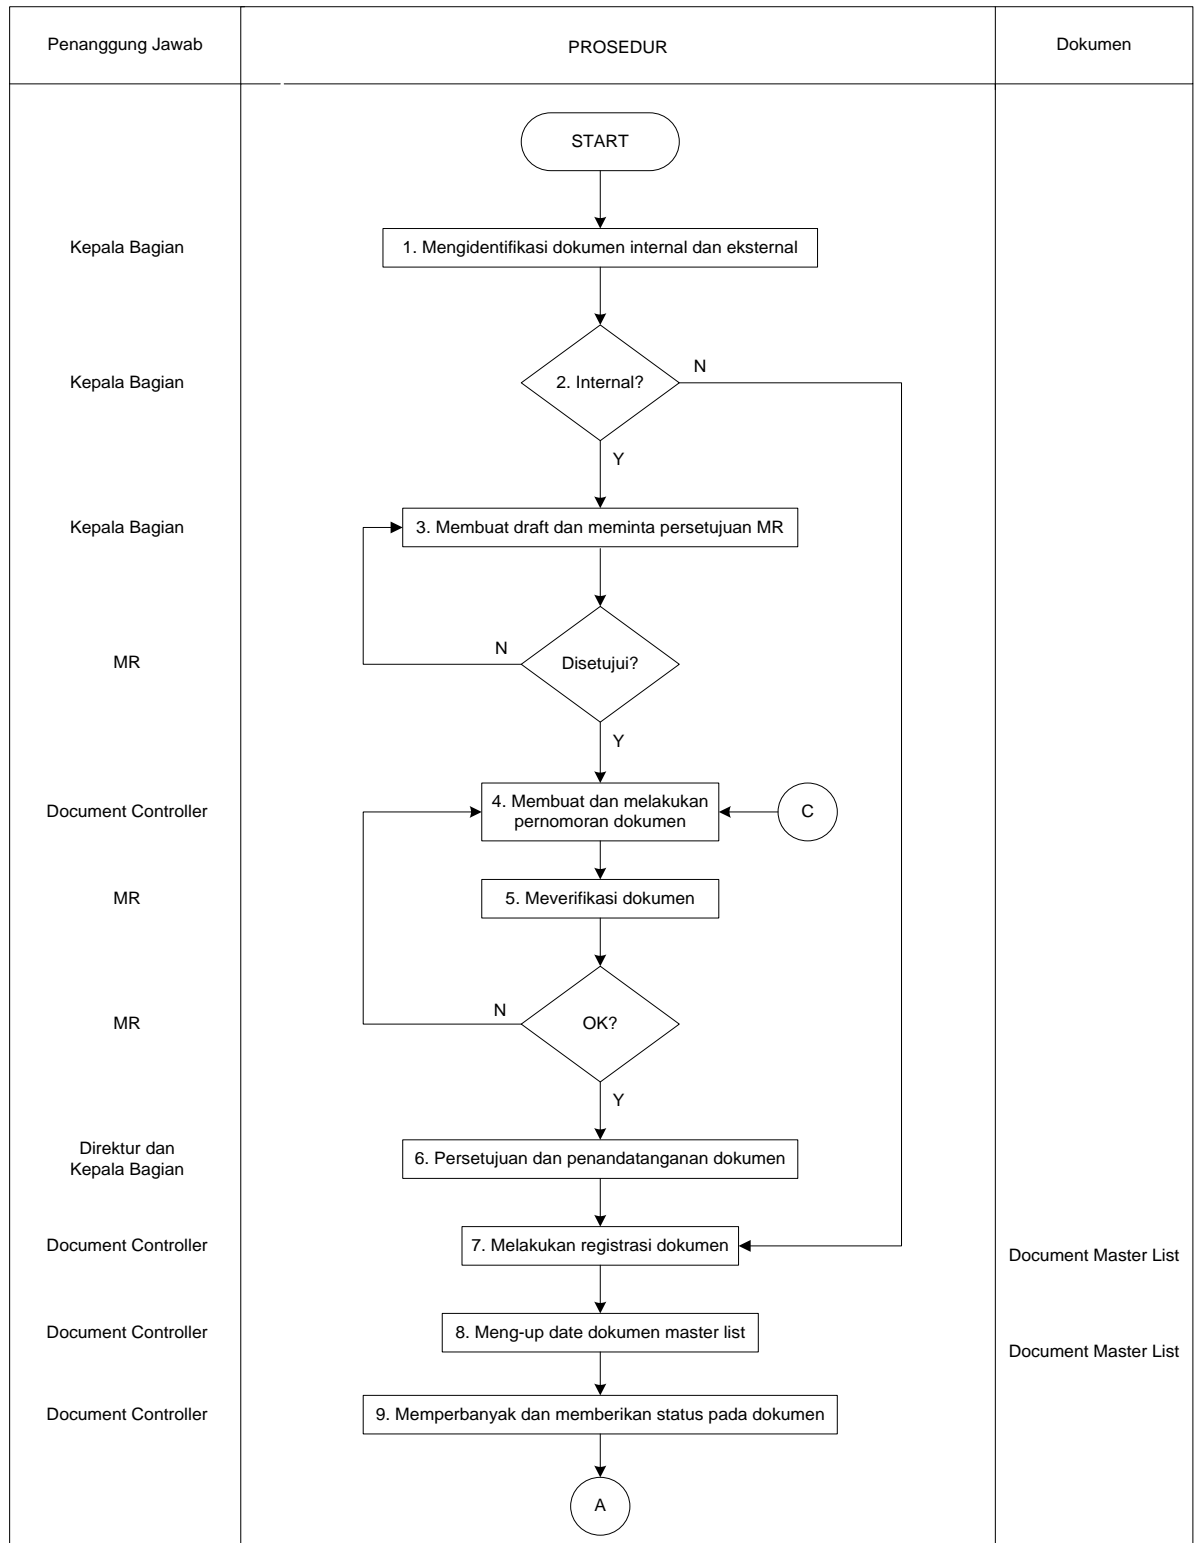 Penanggung Jawab
PROSEDUR
Dokumen
START
Kepala Bagian
1. Mengidentifikasi dokumen internal dan eksternal
Kepala Bagian
2. Internal?
N
Y
Kepala Bagian
3. Membuat draft dan meminta persetujuan MR
MR
N
Disetujui?
Y
Document Controller
4. Membuat dan melakukan
pernomoran dokumen
C
MR
5. Meverifikasi dokumen
MR
N
OK?
Y
Direktur dan
Kepala Bagian
6. Persetujuan dan penandatanganan dokumen
Document Controller
7. Melakukan registrasi dokumen
Document Master List
Document Controller
8. Meng-up date dokumen master list
Document Master List
Document Controller
9. Memperbanyak dan memberikan status pada dokumen
A